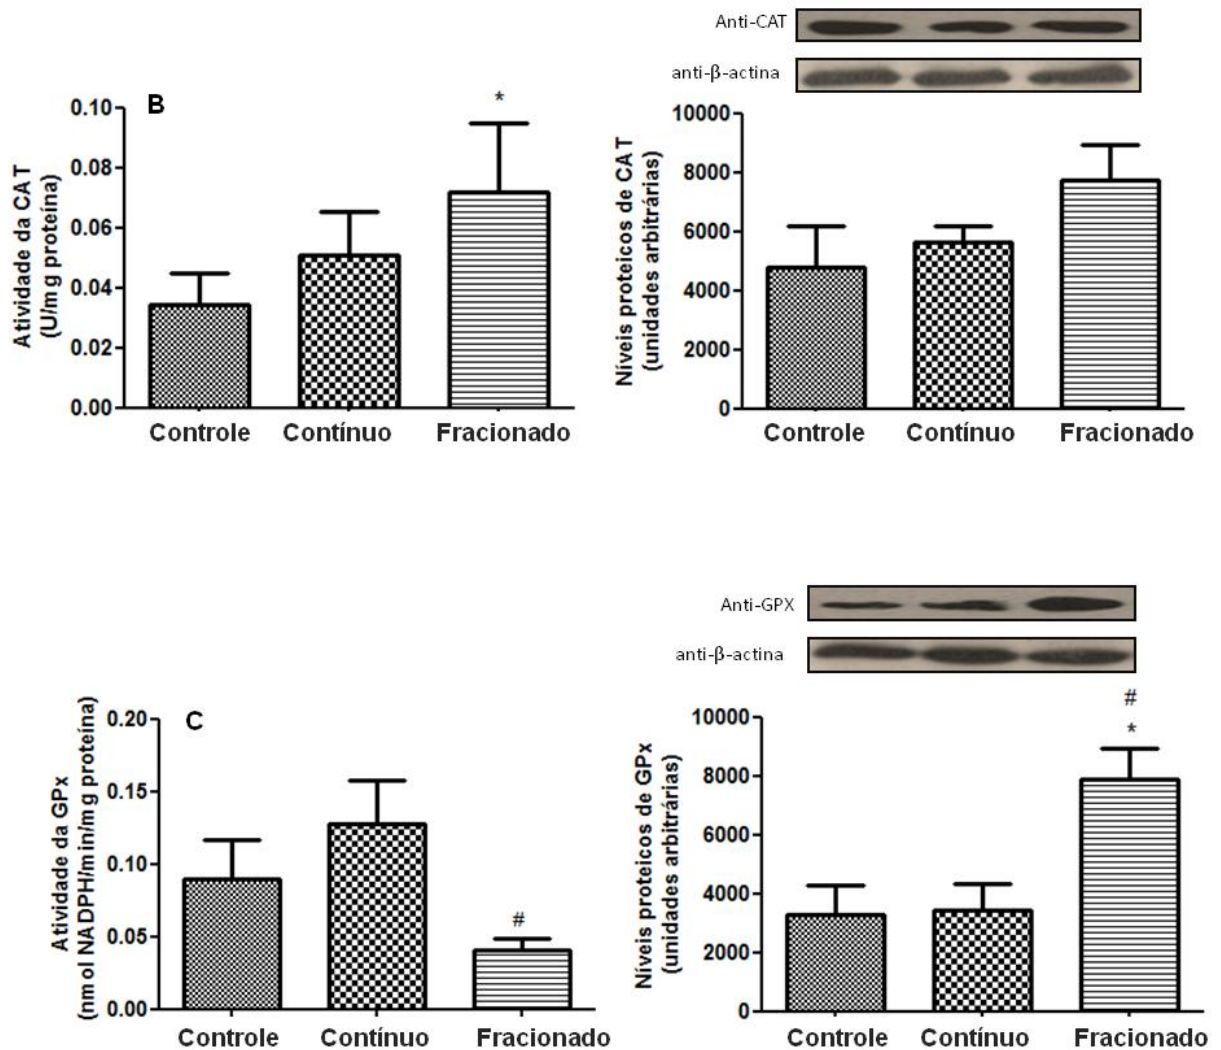 Anti-CAT
anti-β-actina
B
*
Atividade da CAT
(U/mg proteína)
0.10
0.08
0.06
0.04
0.02
0.00
Controle Contínuo Fracionado
Níveis proteicos de CAT
(unidades arbitrárias)
10000
8000
6000
4000
2000
0
Controle Contínuo Fracionado
Anti-GPX
anti-β-actina
C
Atividade da GPx
(nmol NADPH/min/mg proteína)
0.20
0.15
0.10
0.05
0.00
#
Controle Contínuo Fracionado
#
*
Níveis proteicos de GPx
(unidades arbitrárias)
10000
8000
6000
4000
2000
0
Controle Contínuo Fracionado